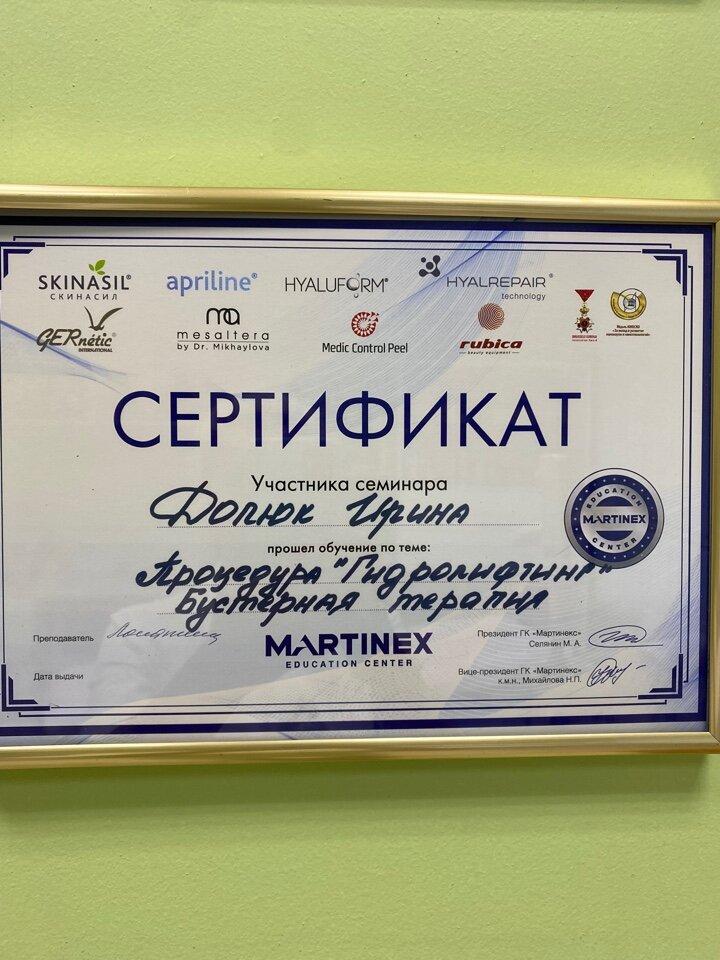 SKINASIL®
СКИНАСИЛ
apriline®
HYALUFORM®
HYALREPAIR®
technology
GERnétic®
INTERNATIONAL
mesaltera
by Dr. Mikhaylova
Medic Control Peel
rubica
beauty equipment
СЕРТИФИКАТ
Участника семинара
Долюк Ирина
прошел обучение по теме:
Процедура "Гидролифтинг"
Бустерная терапия
EDUCATION
MARTINEX
CENTER
Преподаватель
MARTINEX
EDUCATION CENTER
Президент ГК «Мартинекс»
Селянин М. А.
Дата выдачи
Вице-президент ГК «Мартинекс»
к.м.н., Михайлова Н.П.